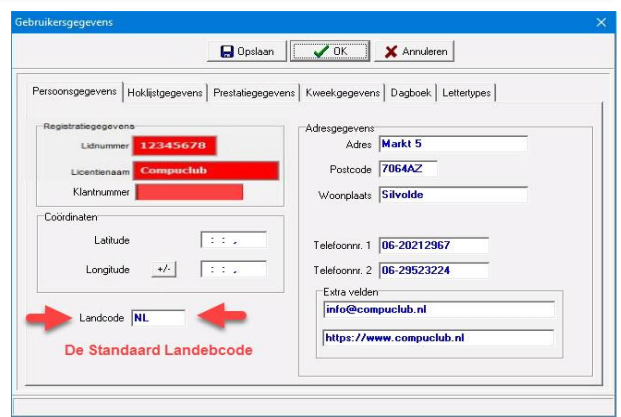 Gebruikersgegevens
Opslaan OK Annuleren
Persoonsgegevens Hoklijstgegevens Prestatiegegevens Kweekgegevens Dagboek Lettertypes
Registratiegegevens
Lidnummer 12345678
Licentienaam Compuclub
Klantnummer
Coördinaten
Latitude : : ,
Longitude +/- : : ,
Landcode NL
De Standaard Landebcode
Adresgegevens
Adres Markt 5
Postcode 7064AZ
Woonplaats Silvolde
Telefoonnr. 1 06-20212967
Telefoonnr. 2 06-29523224
Extra velden
info@compuclub.nl
https://www.compuclub.nl